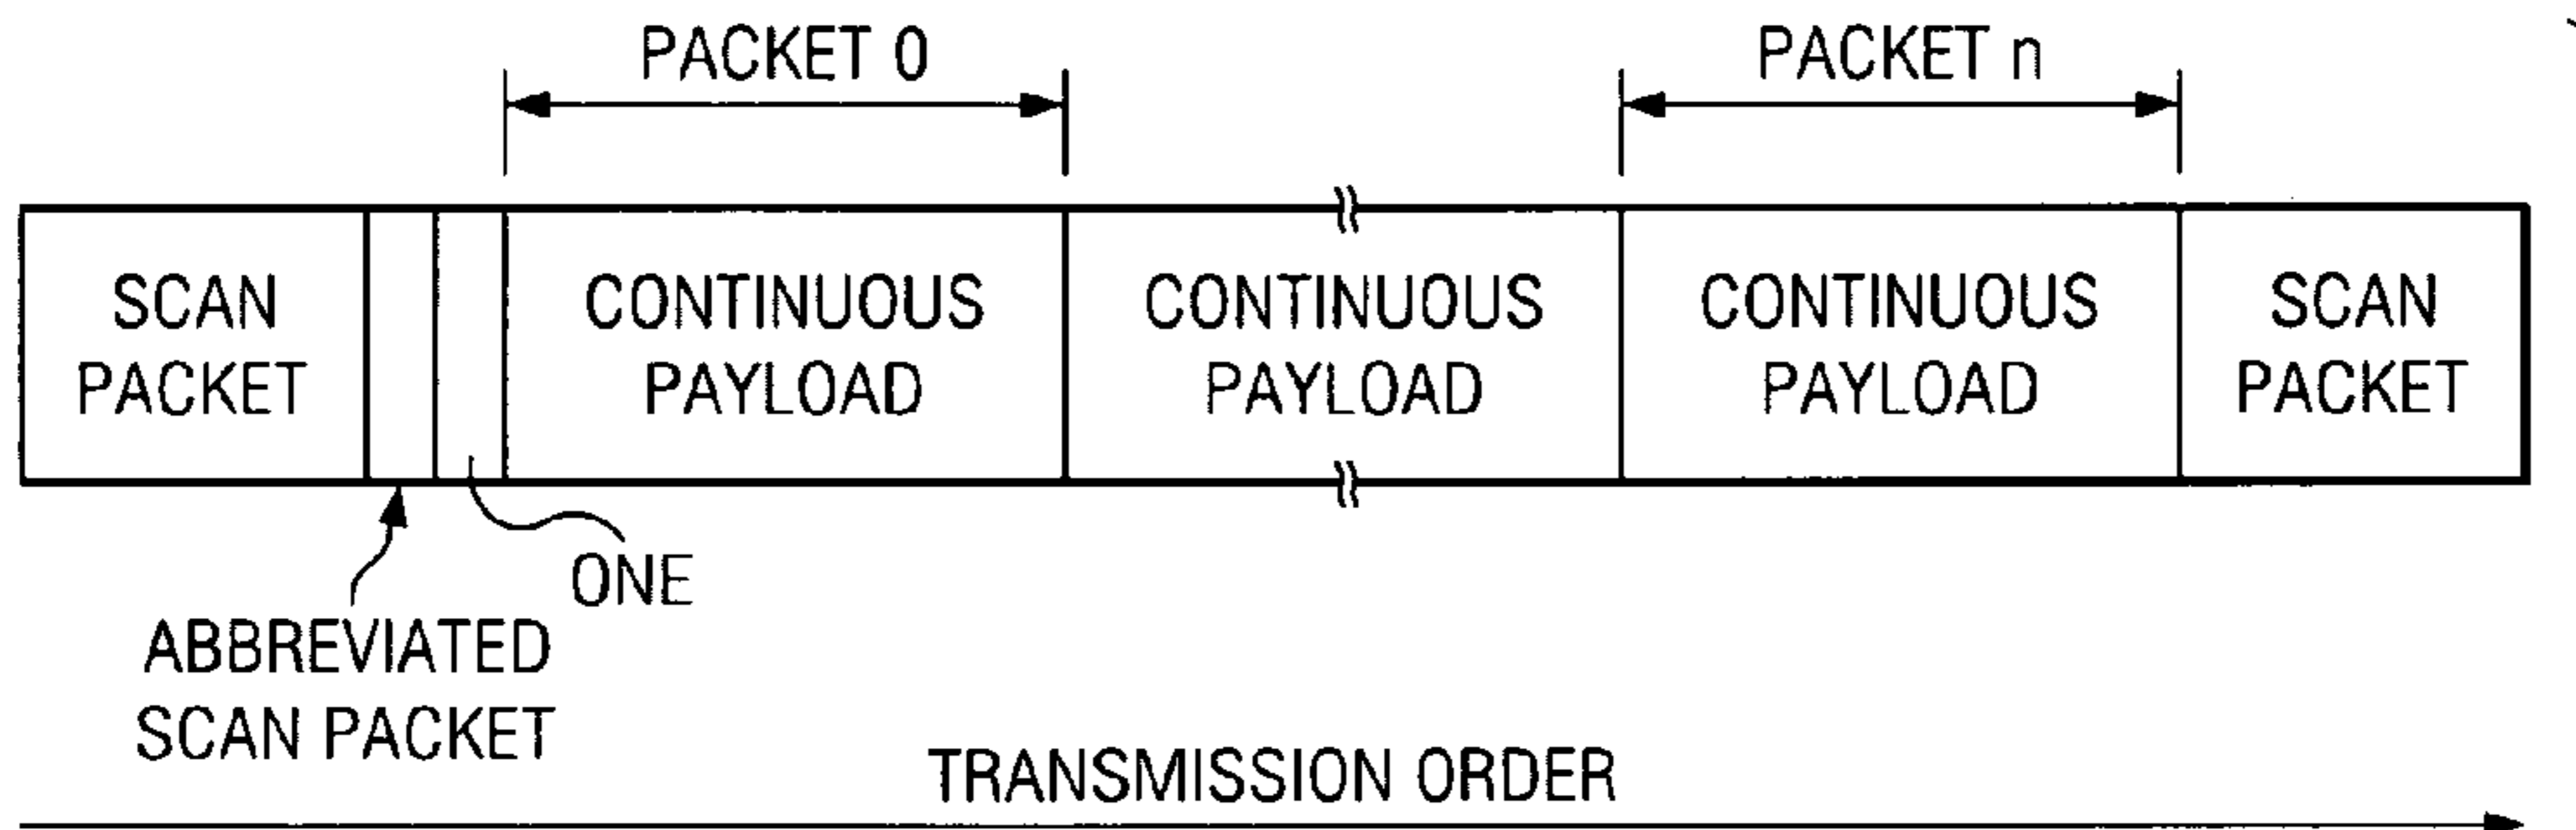 PACKET 0
PACKET n
SCAN
PACKET
CONTINUOUS
PAYLOAD
CONTINUOUS
PAYLOAD
CONTINUOUS
PAYLOAD
SCAN
PACKET
ONE
ABBREVIATED
SCAN PACKET
TRANSMISSION ORDER